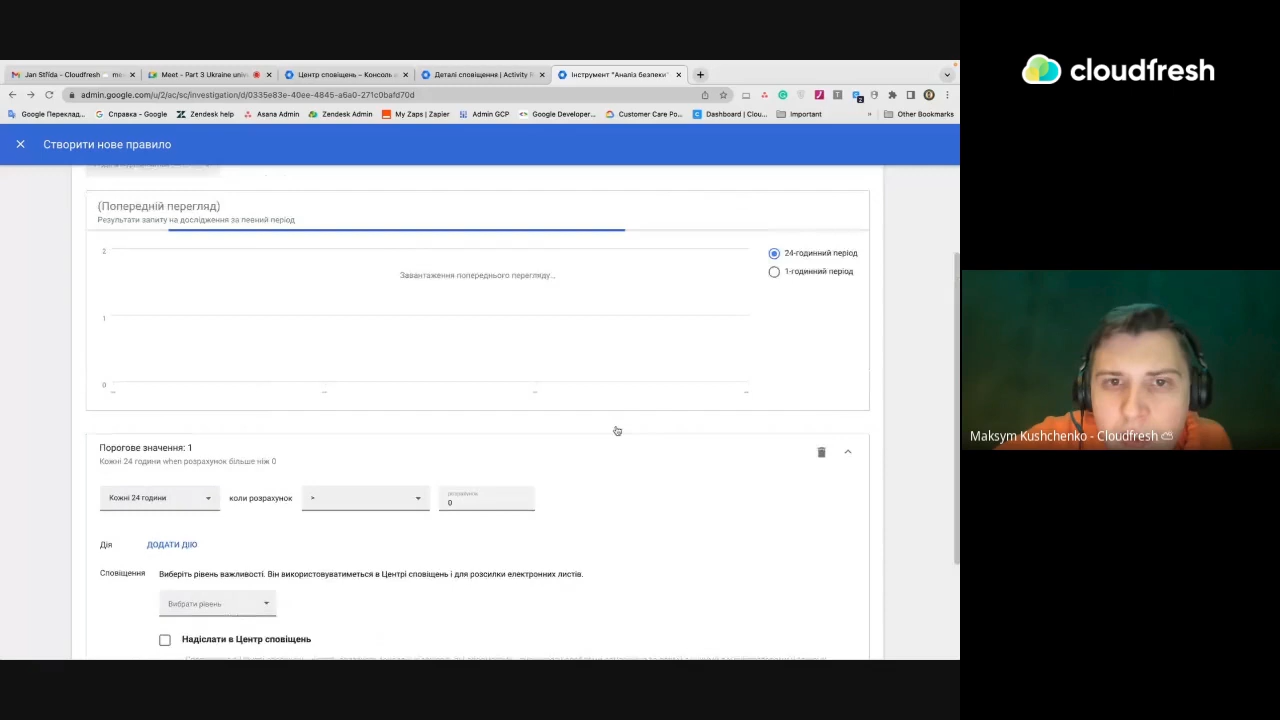 cloudfresh
Jan Střída – Cloudfresh
Meet - Part 3 Ukraine univ
Центр сповіщень – Консоль
Деталі сповіщення | Activity R
Інструмент "Аналіз безпеки"
admin.google.com/u/2/ac/sc/investigation/d/0335e83e-40ee-4845-a6a0-271c0bafd70d
Google Переклад... Справка – Google Zendesk help Asana Admin Zendesk Admin My Zaps | Zapier Admin GCP Google Developer... Customer Care Po... Dashboard | Clou... Important » Other Bookmarks
Створити нове правило
(Попередній перегляд)
Результати запиту на дослідження за певний період
2
24-годинний період
1-годинний період
Завантаження попереднього перегляду...
1
0
Порогове значення: 1
Кожні 24 години when розрахунок більше ніж 0
Кожні 24 години коли розрахунок > 0
Дія ДОДАТИ ДІЮ
Сповіщення Виберіть рівень важливості. Він використовуватиметься в Центрі сповіщень і для розсилки електронних листів.
Вибрати рівень
Надіслати в Центр сповіщень
Maksym Kushchenko - Cloudfresh